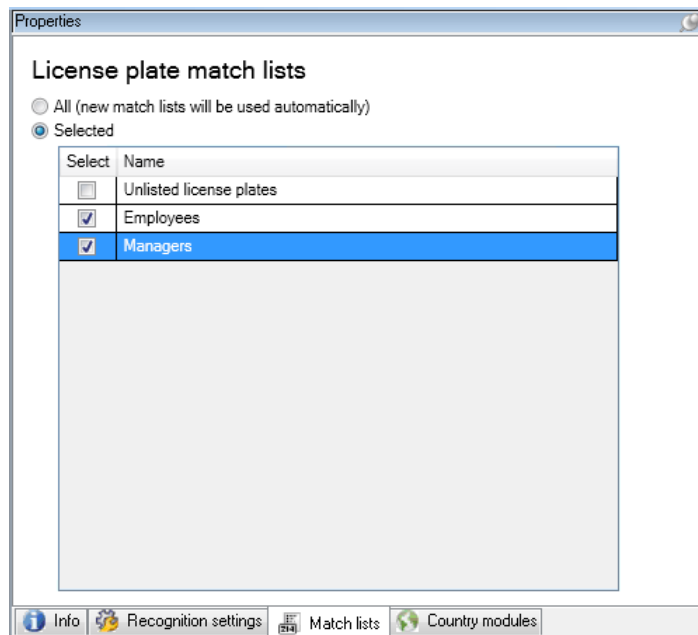 Properties
License plate match lists
All (new match lists will be used automatically)
Selected
Select Name
Unlisted license plates
Employees
Managers
Info Recognition settings Match lists Country modules